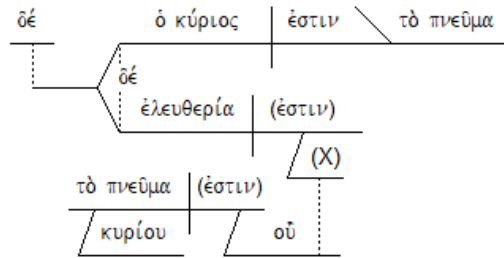 δέ ὁ κύριος ἐστιν τὸ πνεῦμα
δέ
ἐλευθερία (ἐστιν)
(X)
τὸ πνεῦμα (ἐστιν)
κυρίου οὗ